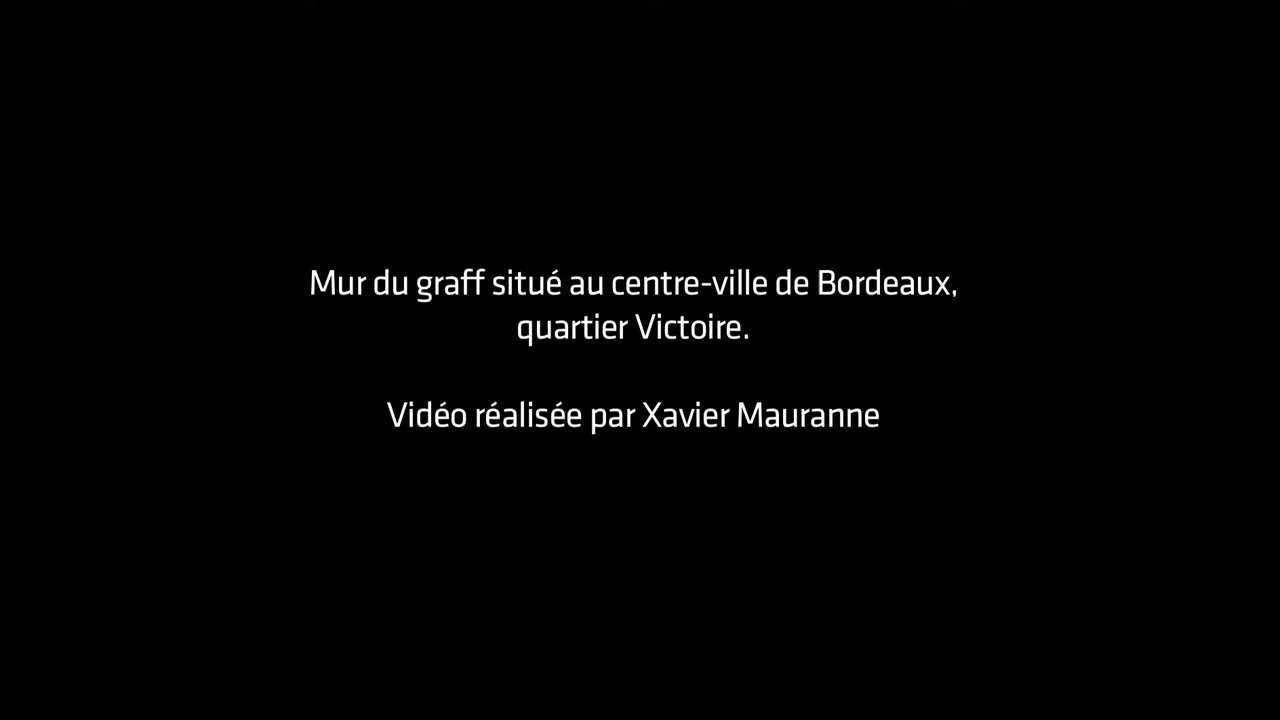 Mur du graff situé au centre-ville de Bordeaux,
quartier Victoire.
Vidéo réalisée par Xavier Mauranne